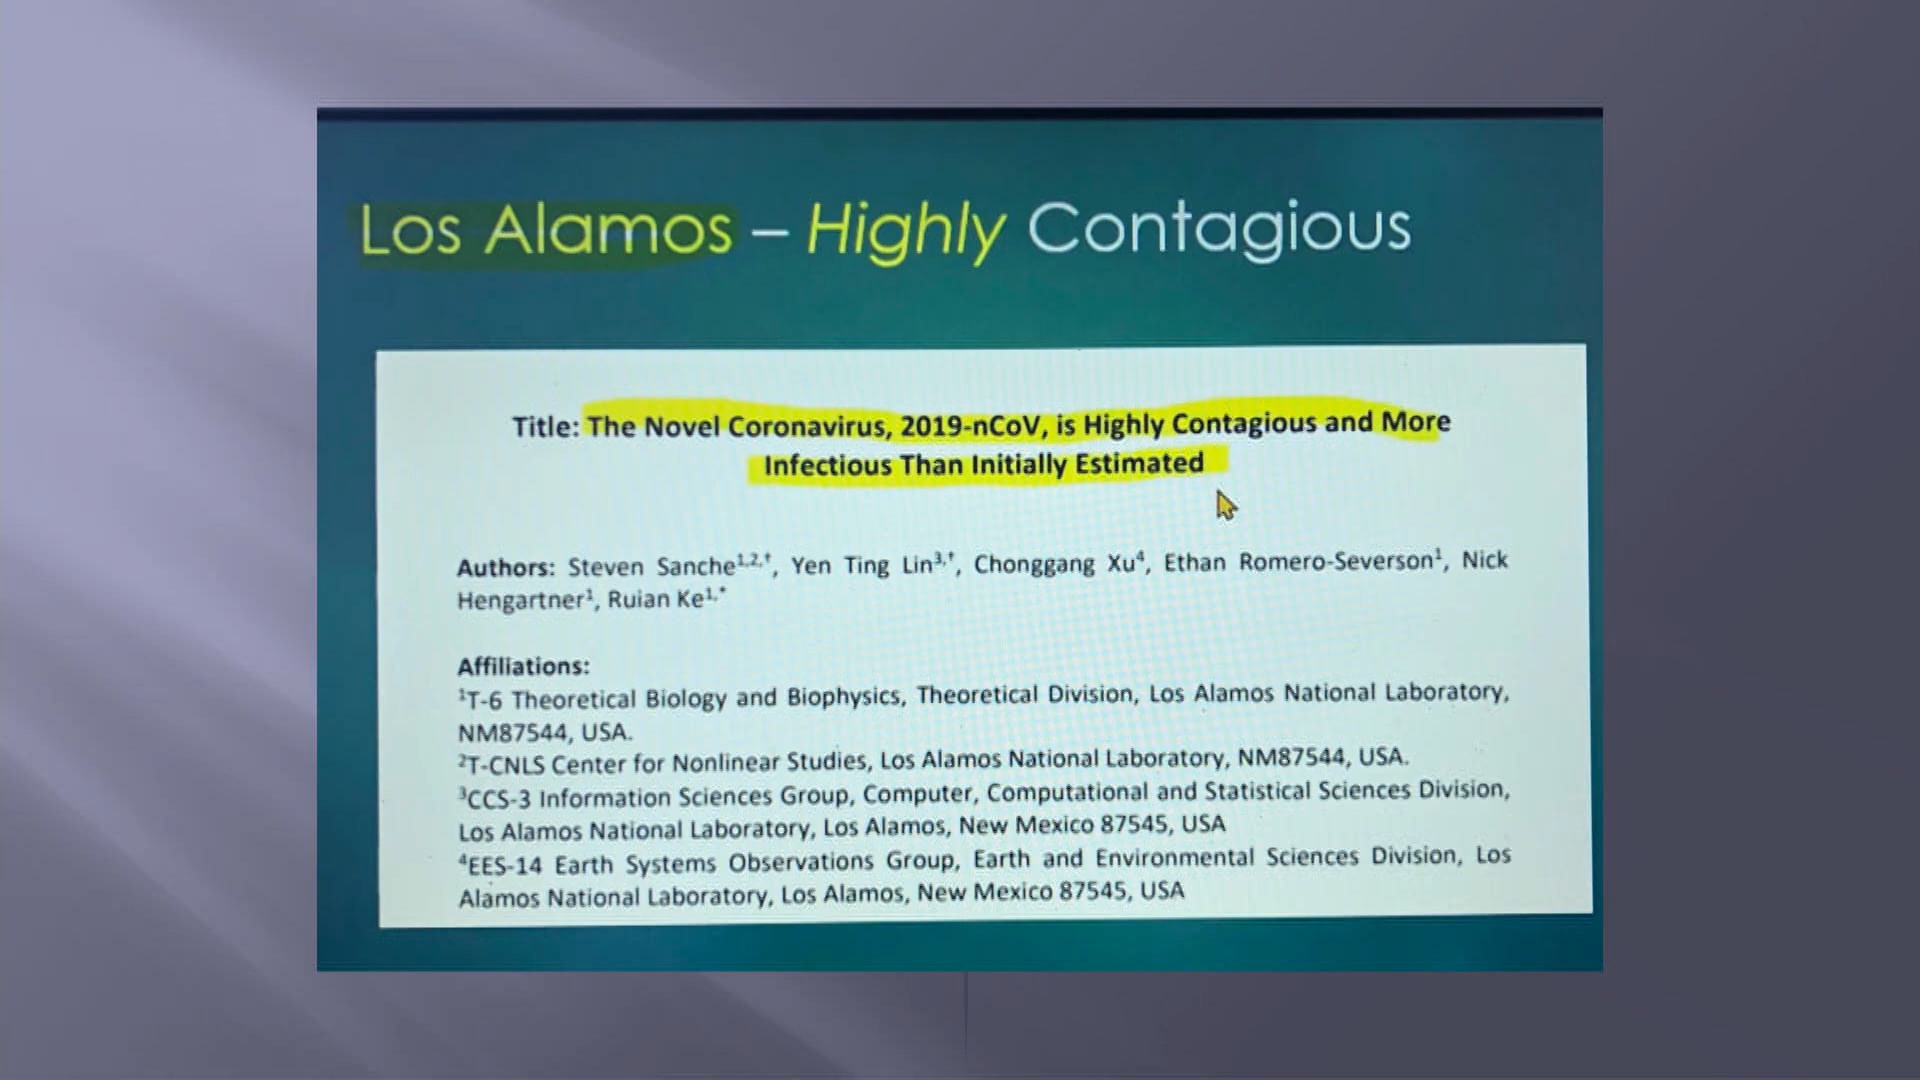 Los Alamos – Highly Contagious
Title: The Novel Coronavirus, 2019-nCoV, is Highly Contagious and More
Infectious Than Initially Estimated
Authors: Steven Sanche¹,²,†, Yen Ting Lin³,†, Chonggang Xu⁴, Ethan Romero-Severson¹, Nick
Hengartner¹, Ruian Ke¹,*
Affiliations:
¹T-6 Theoretical Biology and Biophysics, Theoretical Division, Los Alamos National Laboratory,
NM87544, USA.
²T-CNLS Center for Nonlinear Studies, Los Alamos National Laboratory, NM87544, USA.
³CCS-3 Information Sciences Group, Computer, Computational and Statistical Sciences Division,
Los Alamos National Laboratory, Los Alamos, New Mexico 87545, USA
⁴EES-14 Earth Systems Observations Group, Earth and Environmental Sciences Division, Los
Alamos National Laboratory, Los Alamos, New Mexico 87545, USA